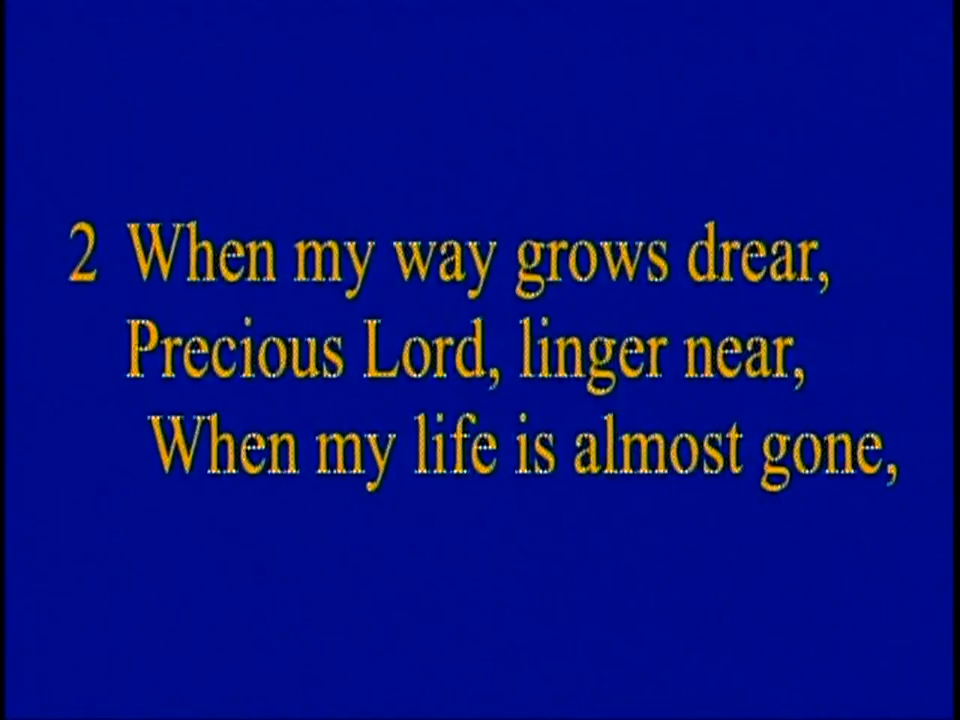 2 When my way grows drear,
Precious Lord, linger near,
When my life is almost gone,